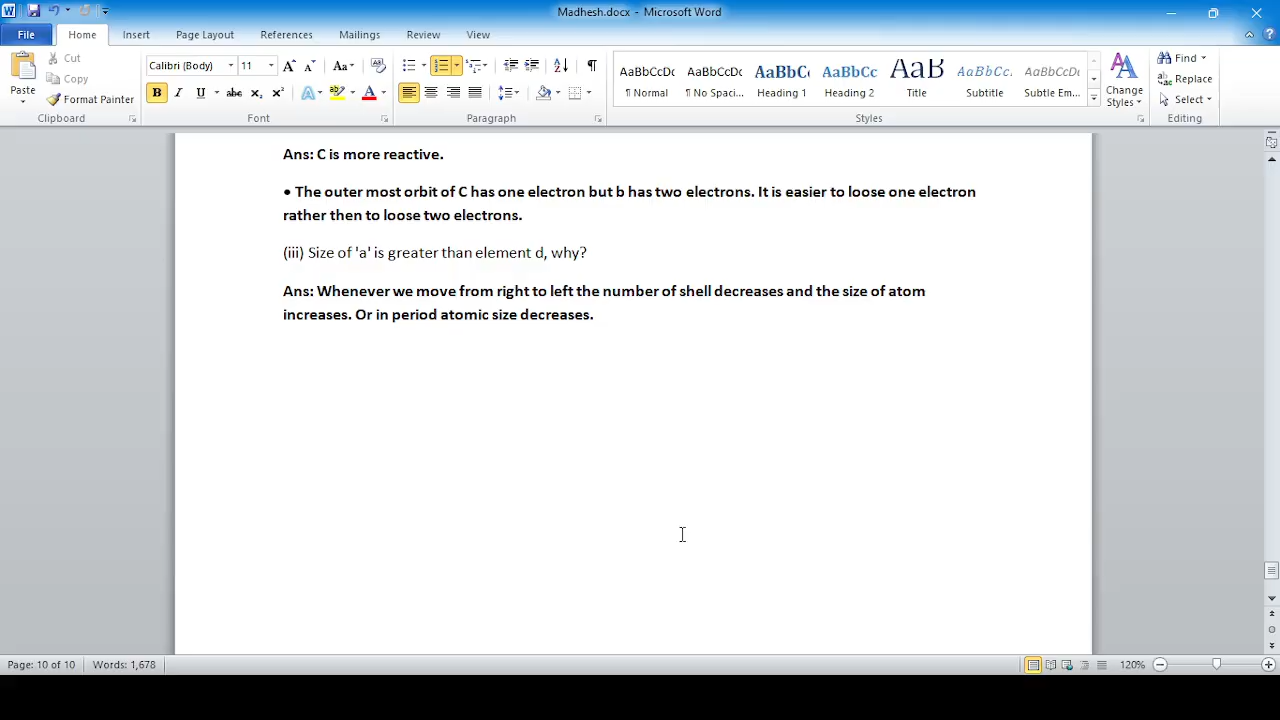 Madhesh.docx - Microsoft Word
File Home Insert Page Layout References Mailings Review View
Paste
Cut
Copy
Format Painter
Clipboard
Calibri (Body) 11
B I U abc x₂ x²
Font
Paragraph
AaBbCcDc AaBbCcDc AaBbCc AaBbCc AaB AaBbCc. AaBbCcDc
¶ Normal ¶ No Spaci... Heading 1 Heading 2 Title Subtitle Subtle Em...
Change Styles
Styles
Find
Replace
Select
Editing
Ans: C is more reactive.
• The outer most orbit of C has one electron but b has two electrons. It is easier to loose one electron
rather then to loose two electrons.
(iii) Size of 'a' is greater than element d, why?
Ans: Whenever we move from right to left the number of shell decreases and the size of atom
increases. Or in period atomic size decreases.
Page: 10 of 10 Words: 1,678 120%